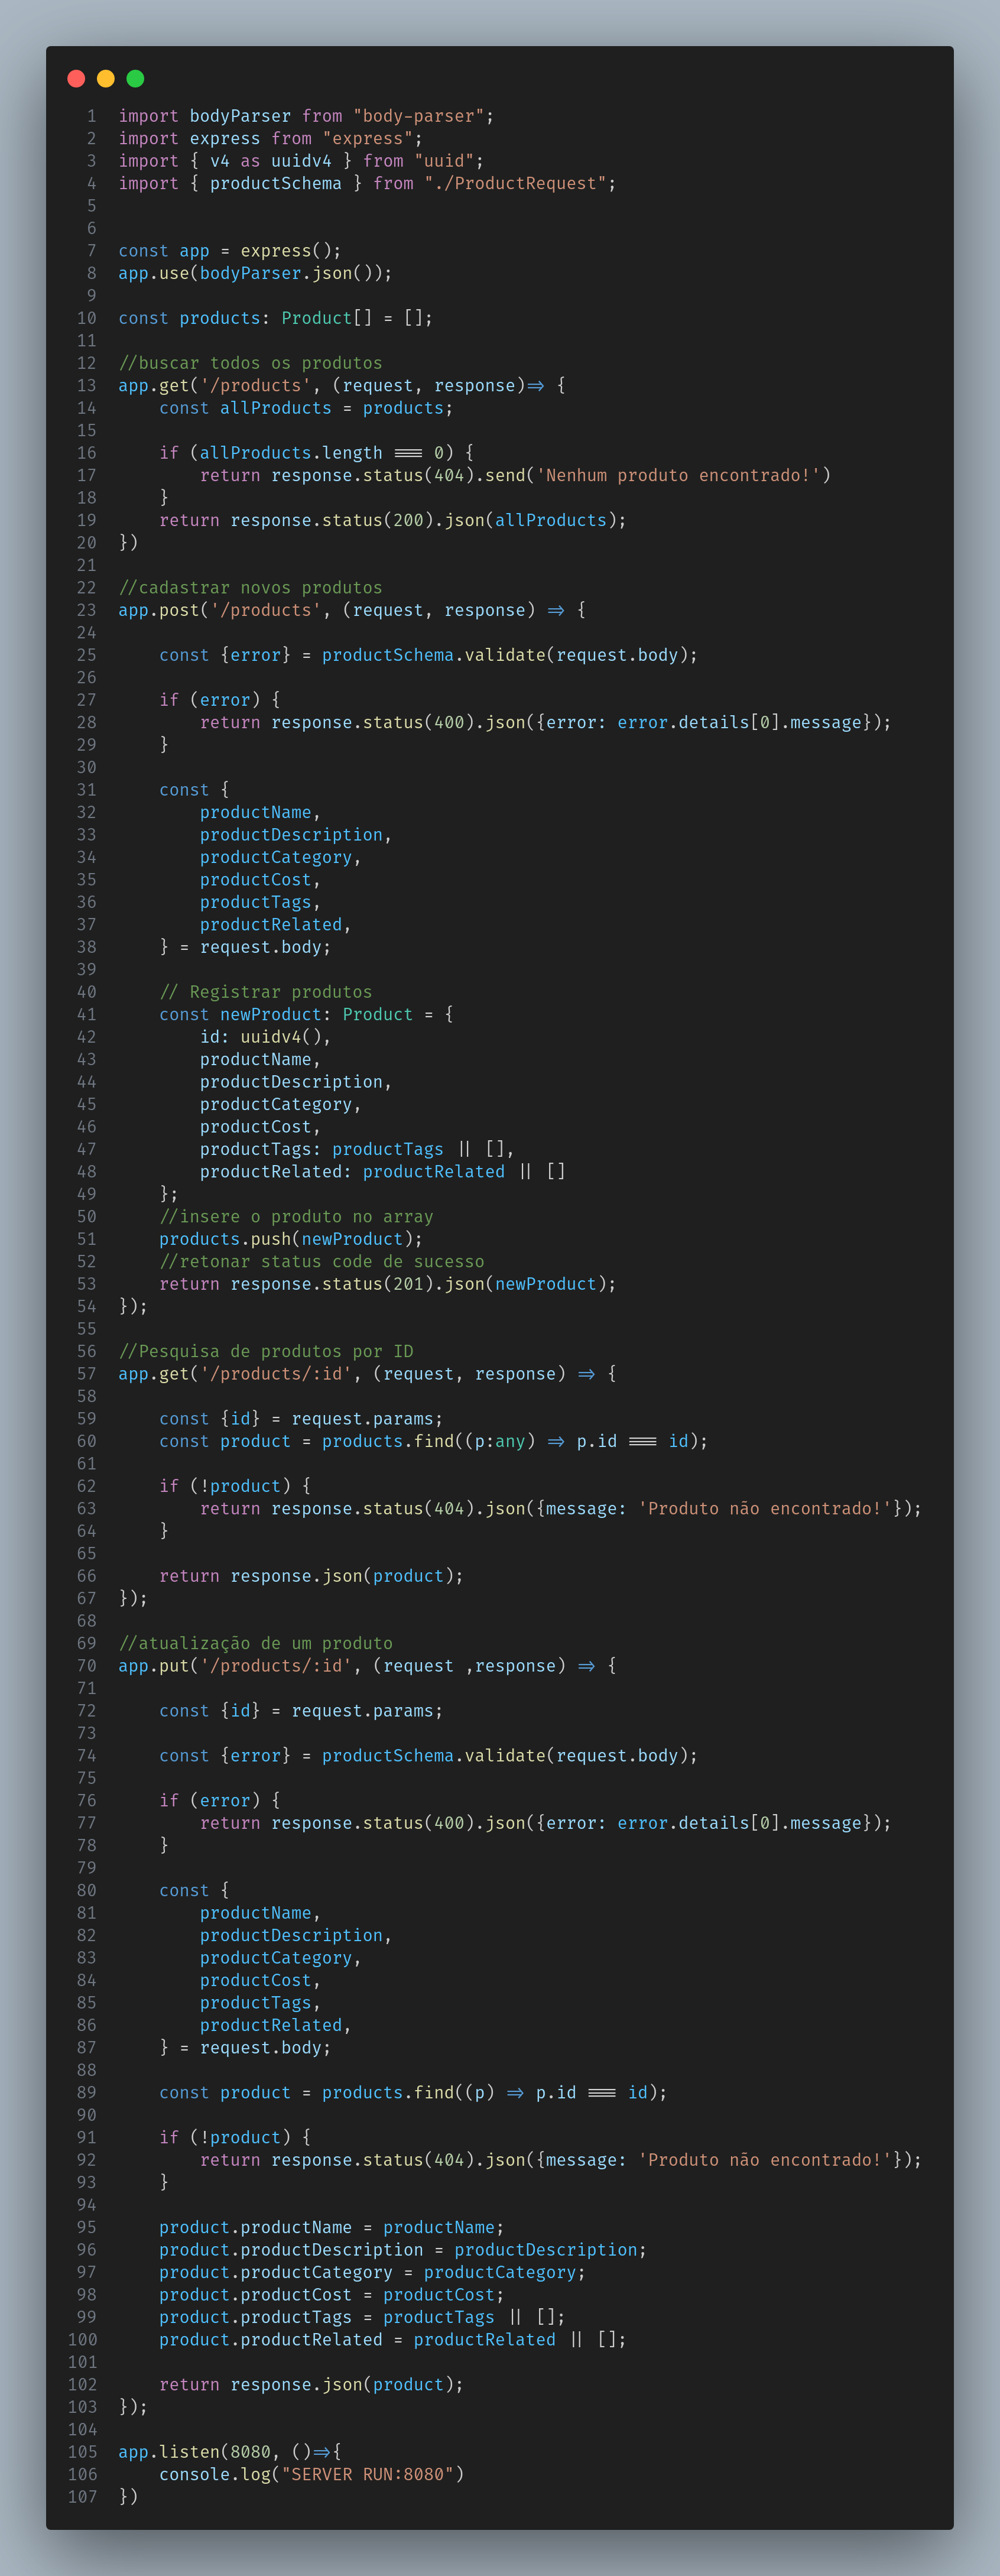 1 import bodyParser from "body-parser";
2 import express from "express";
3 import { v4 as uuidv4 } from "uuid";
4 import { productSchema } from "./ProductRequest";
5
6
7 const app = express();
8 app.use(bodyParser.json());
9
10 const products: Product[] = [];
11
12 //buscar todos os produtos
13 app.get('/products', (request, response)=> {
14     const allProducts = products;
15
16     if (allProducts.length === 0) {
17         return response.status(404).send('Nenhum produto encontrado!')
18     }
19     return response.status(200).json(allProducts);
20 })
21
22 //cadastrar novos produtos
23 app.post('/products', (request, response) => {
24
25     const {error} = productSchema.validate(request.body);
26
27     if (error) {
28         return response.status(400).json({error: error.details[0].message});
29     }
30
31     const {
32         productName,
33         productDescription,
34         productCategory,
35         productCost,
36         productTags,
37         productRelated,
38     } = request.body;
39
40     // Registrar produtos
41     const newProduct: Product = {
42         id: uuidv4(),
43         productName,
44         productDescription,
45         productCategory,
46         productCost,
47         productTags: productTags || [],
48         productRelated: productRelated || []
49     };
50     //insere o produto no array
51     products.push(newProduct);
52     //retonar status code de sucesso
53     return response.status(201).json(newProduct);
54 });
55
56 //Pesquisa de produtos por ID
57 app.get('/products/:id', (request, response) => {
58
59     const {id} = request.params;
60     const product = products.find((p:any) => p.id === id);
61
62     if (!product) {
63         return response.status(404).json({message: 'Produto não encontrado!'});
64     }
65
66     return response.json(product);
67 });
68
69 //atualização de um produto
70 app.put('/products/:id', (request ,response) => {
71
72     const {id} = request.params;
73
74     const {error} = productSchema.validate(request.body);
75
76     if (error) {
77         return response.status(400).json({error: error.details[0].message});
78     }
79
80     const {
81         productName,
82         productDescription,
83         productCategory,
84         productCost,
85         productTags,
86         productRelated,
87     } = request.body;
88
89     const product = products.find((p) => p.id === id);
90
91     if (!product) {
92         return response.status(404).json({message: 'Produto não encontrado!'});
93     }
94
95     product.productName = productName;
96     product.productDescription = productDescription;
97     product.productCategory = productCategory;
98     product.productCost = productCost;
99     product.productTags = productTags || [];
100     product.productRelated = productRelated || [];
101
102     return response.json(product);
103 });
104
105 app.listen(8080, ()=>{
106     console.log("SERVER RUN:8080")
107 })